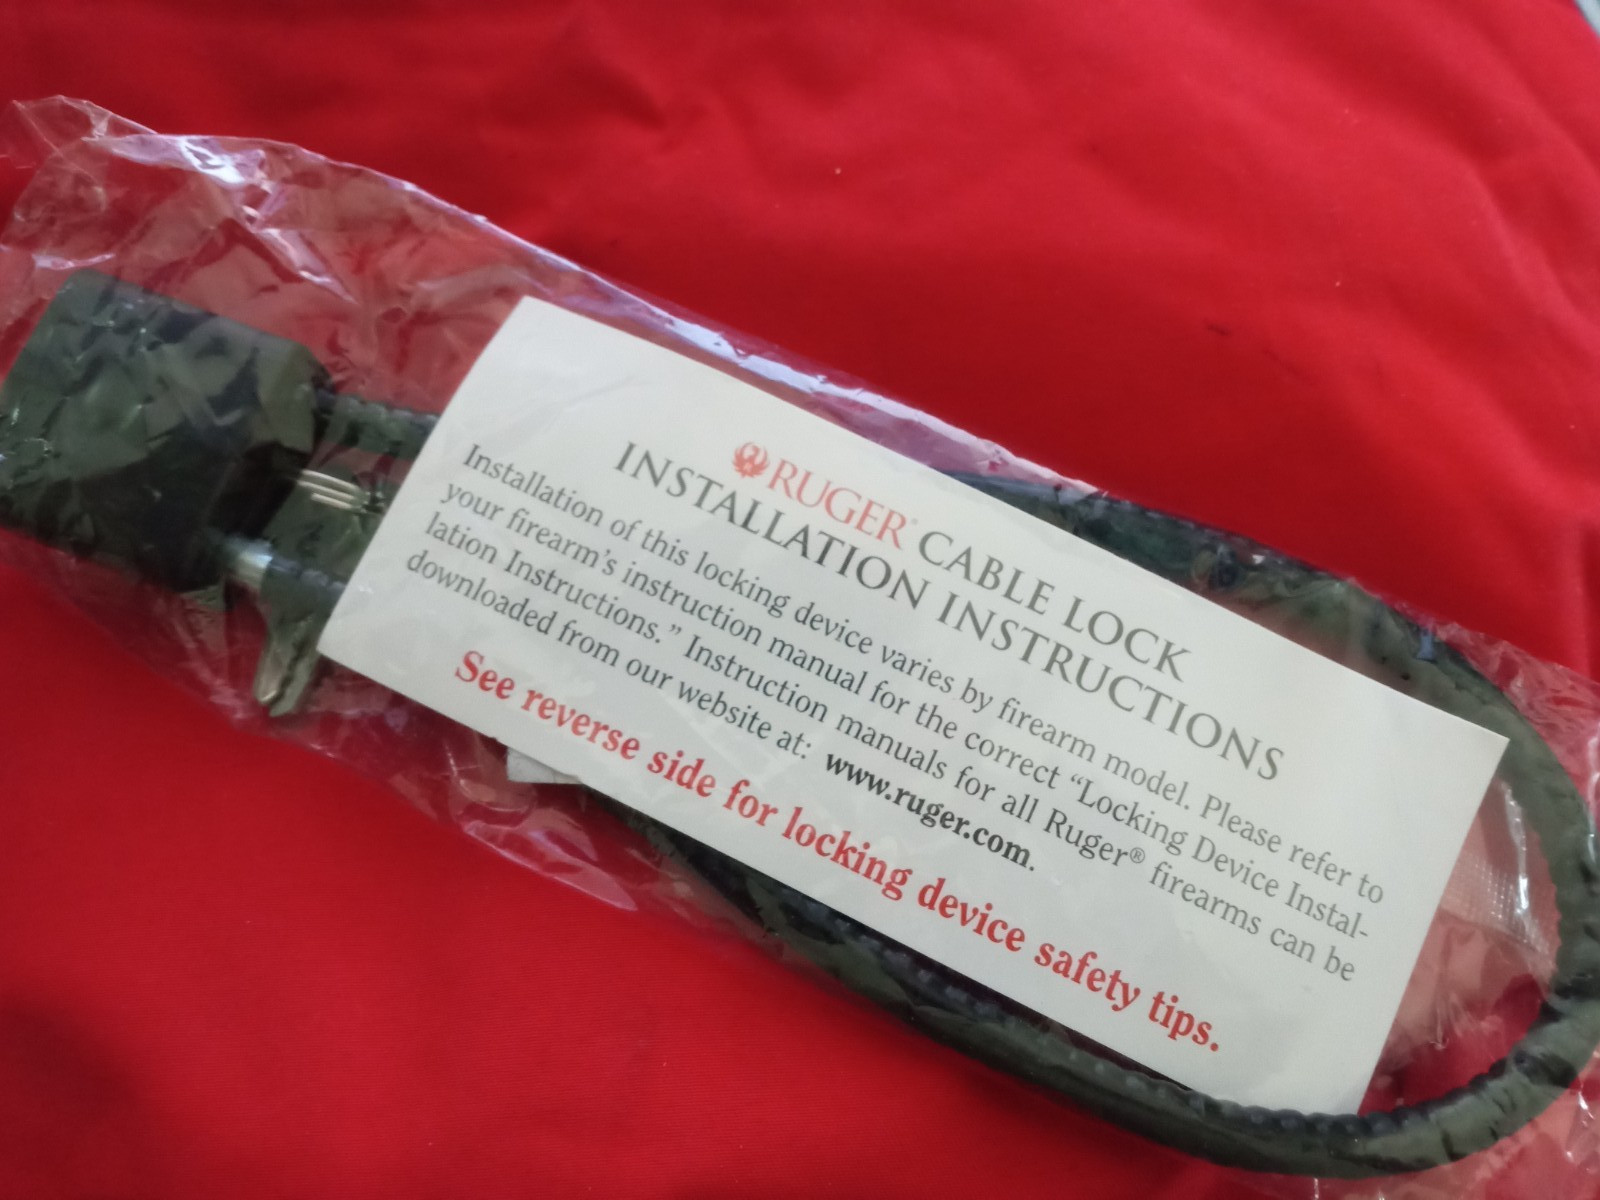 RUGER® CABLE LOCK
INSTALLATION INSTRUCTIONS
Installation of this locking device varies by firearm model. Please refer to
your firearm's instruction manual for the correct “Locking Device Instal-
lation Instructions.” Instruction manuals for all Ruger® firearms can be
downloaded from our website at: www.ruger.com.
See reverse side for locking device safety tips.